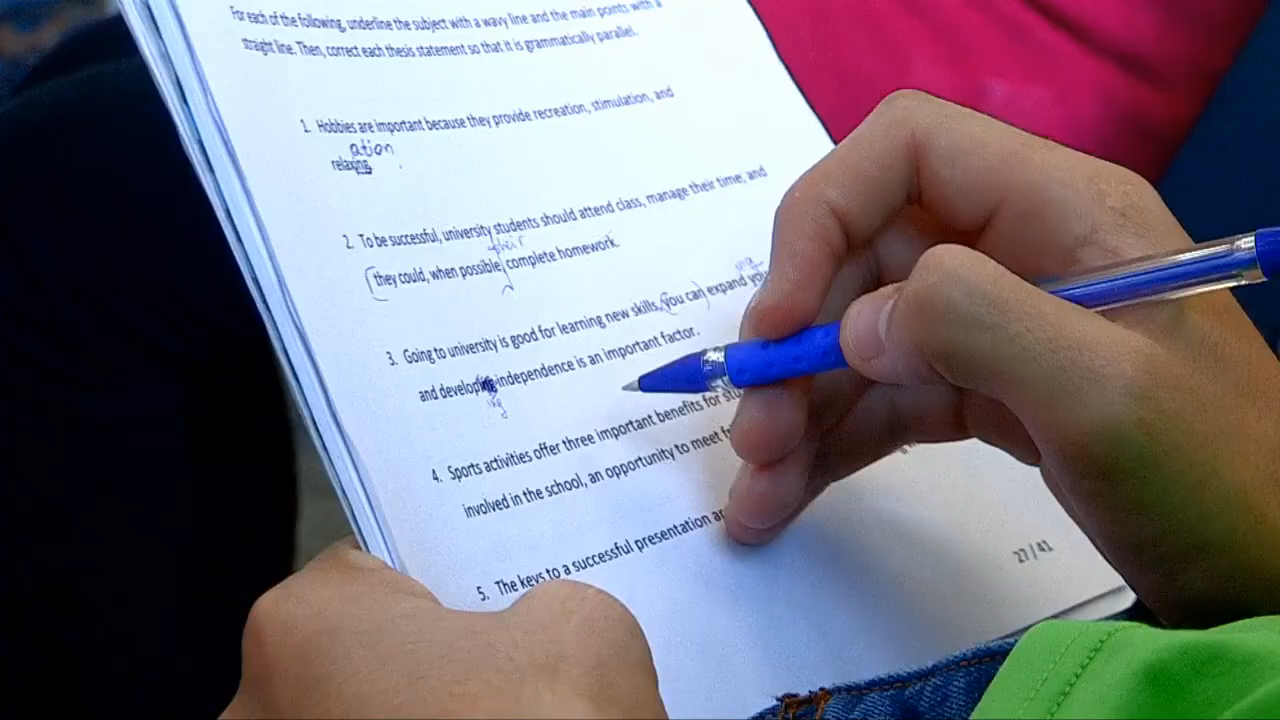 For each of the following, underline the subject with a wavy line and the main points with a
straight line. Then, correct each thesis statement so that it is grammatically parallel.
1. Hobbies are important because they provide recreation, stimulation, and
ation
relaxing.
2. To be successful, university students should attend class, manage their time, and
their
(they could, when possible) complete homework.
3. Going to university is good for learning new skills, (you can) expand
and developing independence is an important factor.
ing
4. Sports activities offer three important benefits for
involved in the school, an opportunity to meet
5. The keys to a successful presentation
27 / 41